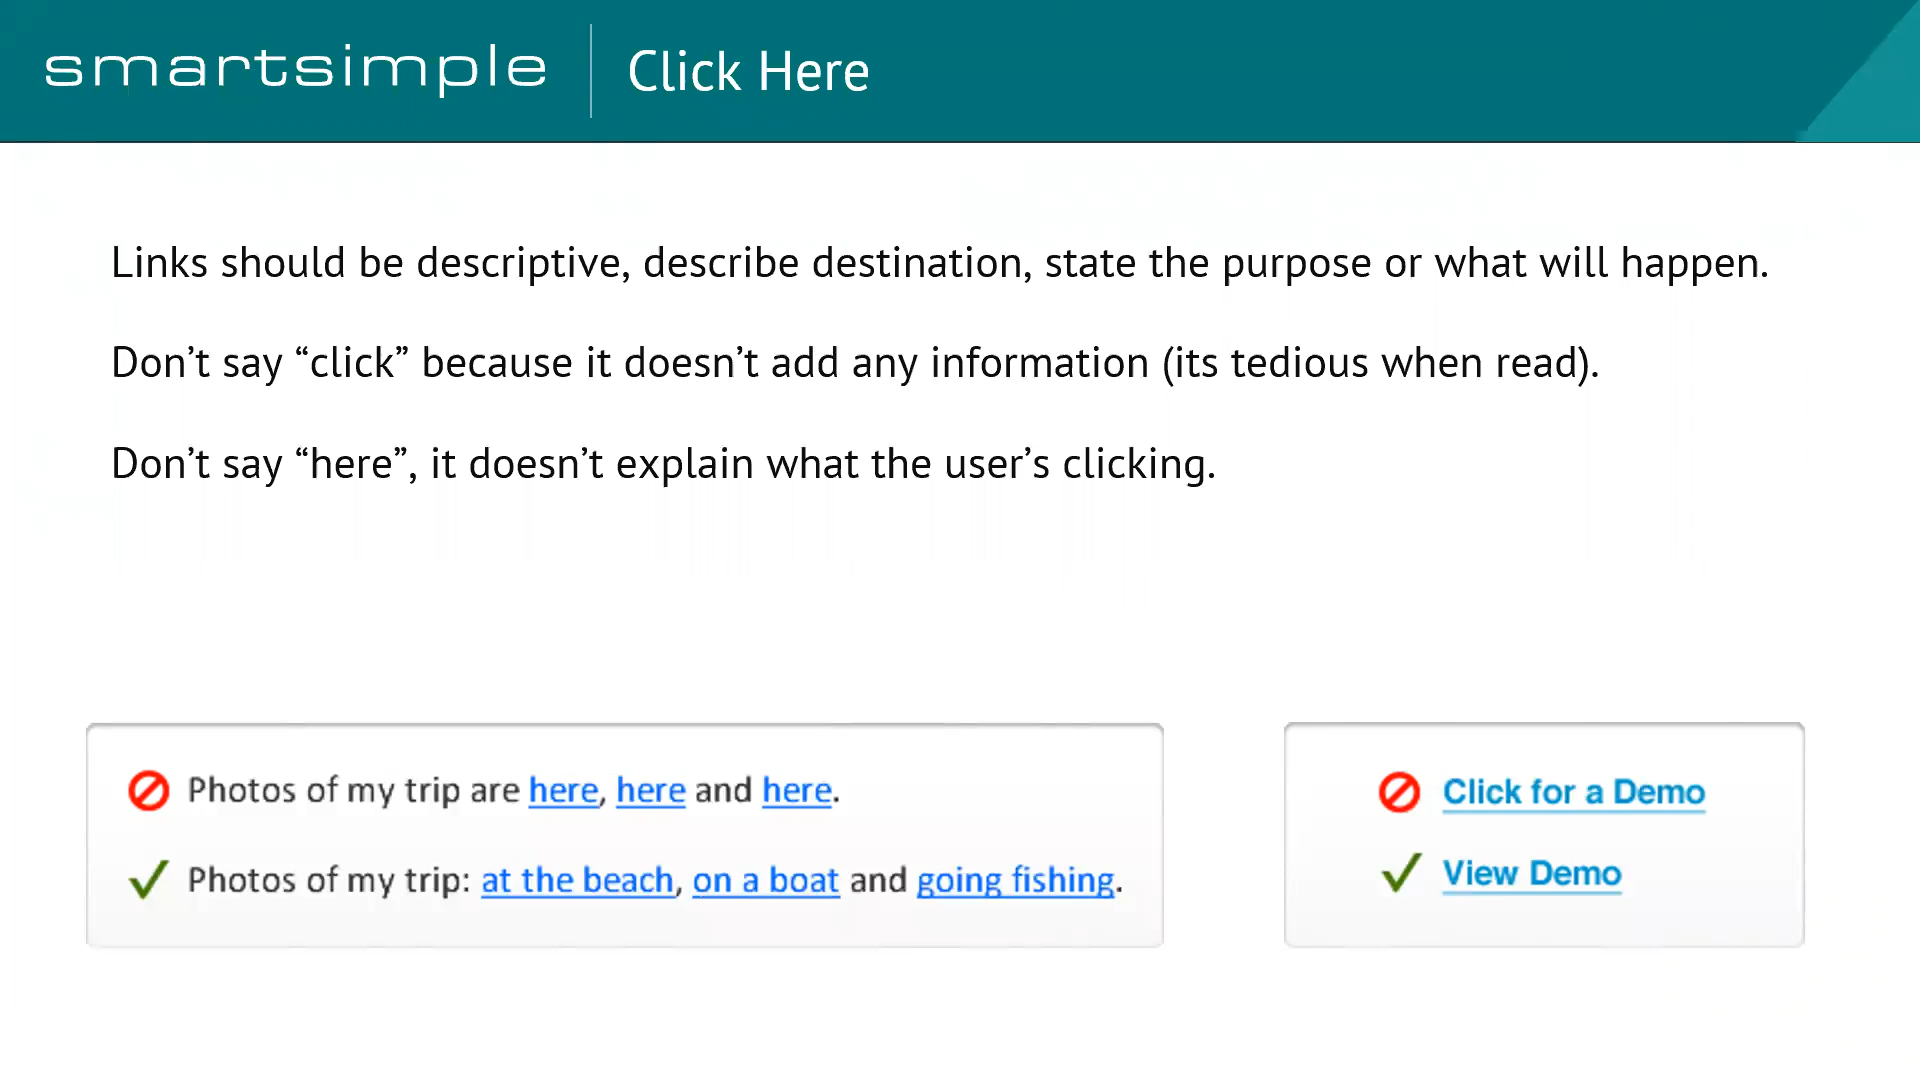 smartsimple
Click Here
Links should be descriptive, describe destination, state the purpose or what will happen.
Don’t say “click” because it doesn’t add any information (its tedious when read).
Don’t say “here”, it doesn’t explain what the user’s clicking.
Photos of my trip are here, here and here.
Photos of my trip: at the beach, on a boat and going fishing.
Click for a Demo
View Demo